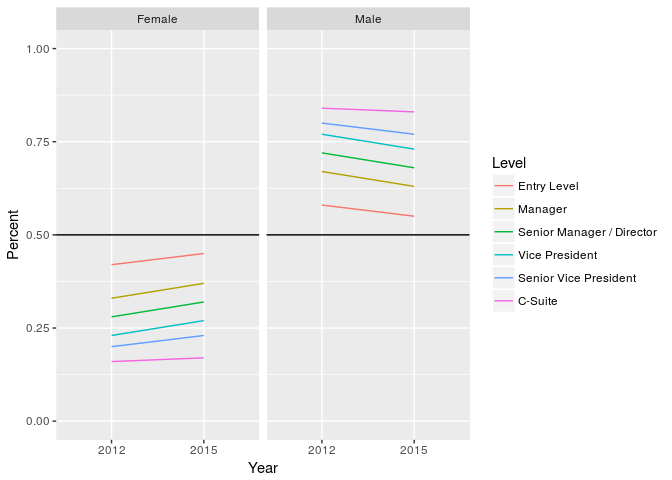 Female Male
1.00
0.75
0.50
0.25
0.00
Percent
2012 2015 2012 2015
Year
Level
Entry Level
Manager
Senior Manager / Director
Vice President
Senior Vice President
C-Suite